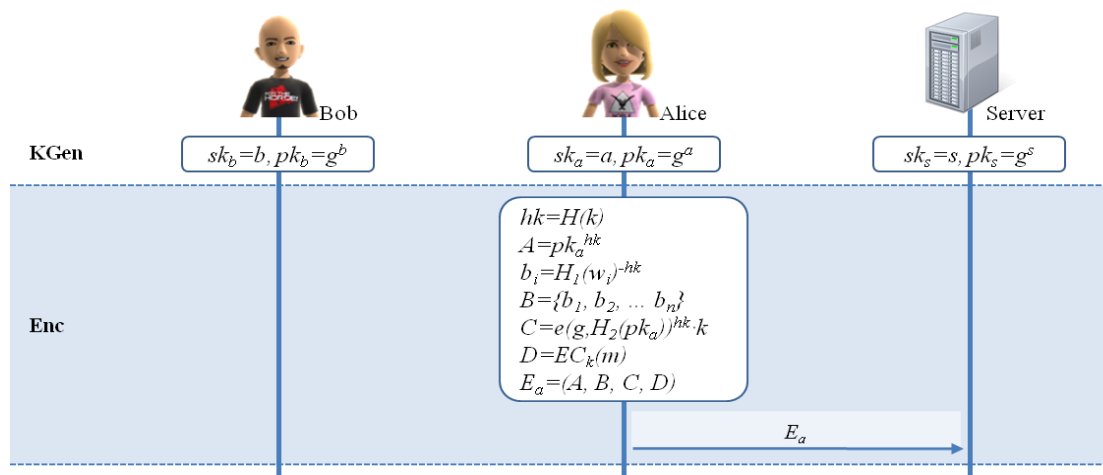 Bob
Alice
Server
KGen
sk_b=b, pk_b=g^b
sk_a=a, pk_a=g^a
sk_s=s, pk_s=g^s
Enc
hk=H(k)
A=pk_a^hk
b_i=H_1(w_i)^-hk
B={b_1, b_2, ... b_n}
C=e(g,H_2(pk_a))^hk·k
D=EC_k(m)
E_a=(A, B, C, D)
E_a